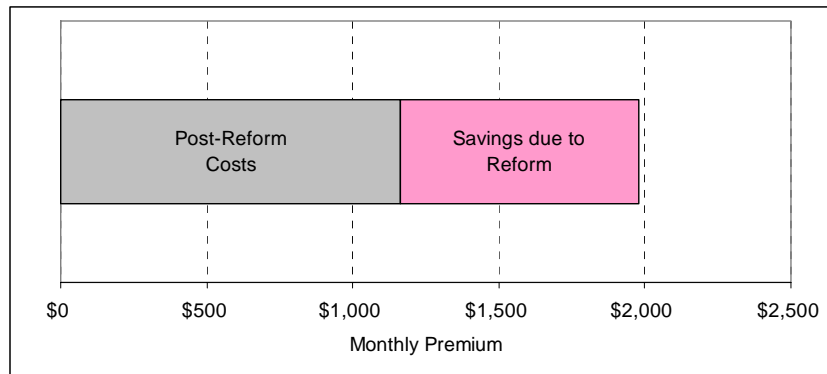 Post-Reform
Costs
Savings due to
Reform
$0
$500
$1,000
$1,500
$2,000
$2,500
Monthly Premium